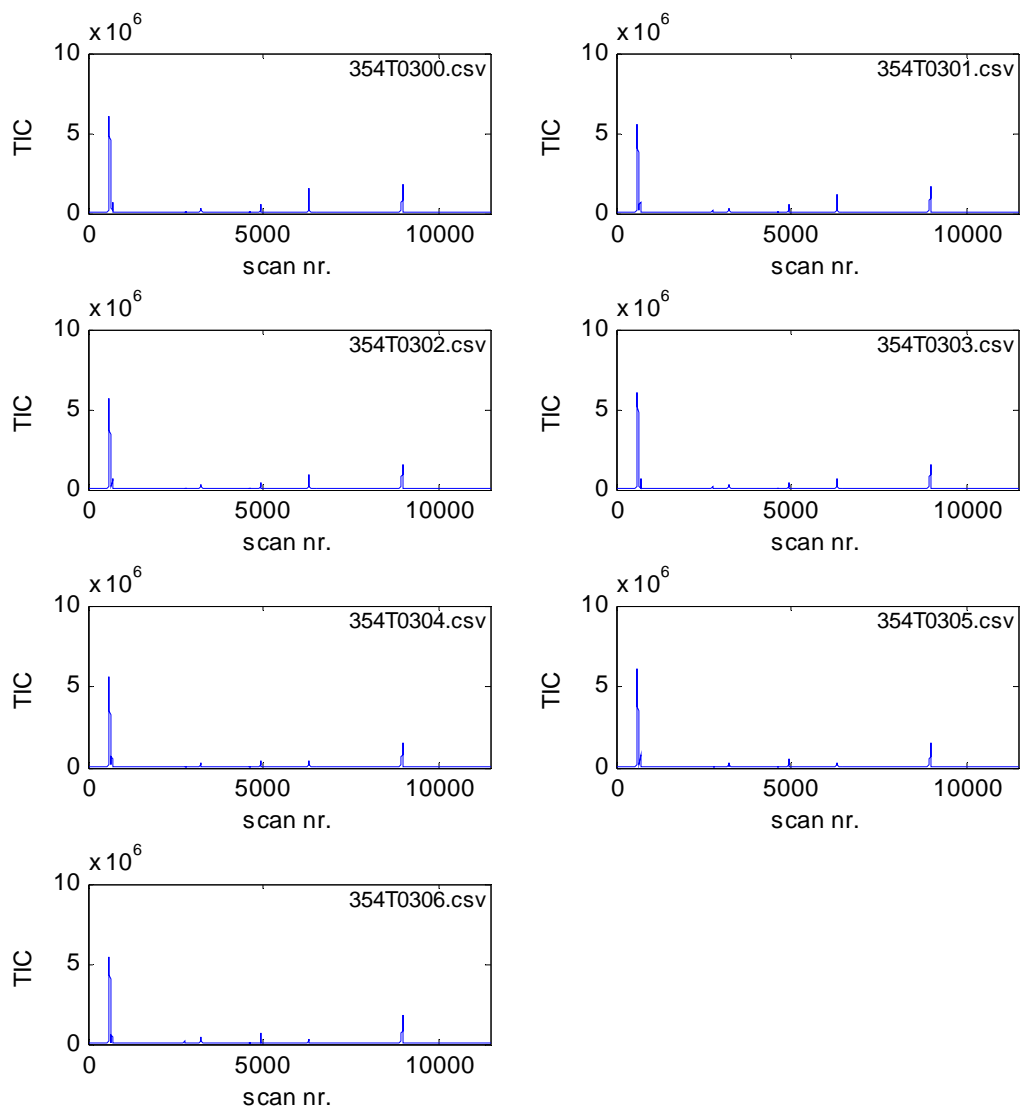 x 10^6
10
5
0
TIC
354T0300.csv
0 5000 10000
scan nr.
x 10^6
10
5
0
TIC
354T0301.csv
0 5000 10000
scan nr.
x 10^6
10
5
0
TIC
354T0302.csv
0 5000 10000
scan nr.
x 10^6
10
5
0
TIC
354T0303.csv
0 5000 10000
scan nr.
x 10^6
10
5
0
TIC
354T0304.csv
0 5000 10000
scan nr.
x 10^6
10
5
0
TIC
354T0305.csv
0 5000 10000
scan nr.
x 10^6
10
5
0
TIC
354T0306.csv
0 5000 10000
scan nr.